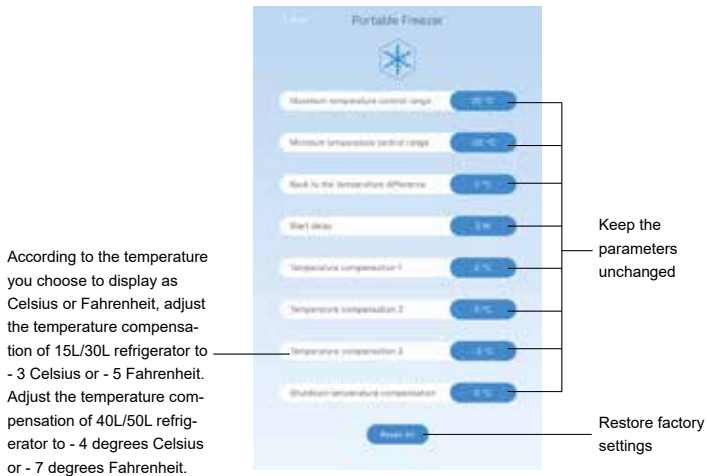 Portable Freezer
Maximum temperature control range
Minimum temperature control range
-20 °C
Back to the temperature difference
Start delay
Temperature compensation 1
Temperature compensation 2
Temperature compensation 3
Shutdown temperature compensation
Reset All
According to the temperature
you choose to display as
Celsius or Fahrenheit, adjust
the temperature compensa-
tion of 15L/30L refrigerator to
- 3 Celsius or - 5 Fahrenheit.
Adjust the temperature com-
pensation of 40L/50L refrig-
erator to - 4 degrees Celsius
or - 7 degrees Fahrenheit.
Keep the
parameters
unchanged
Restore factory
settings